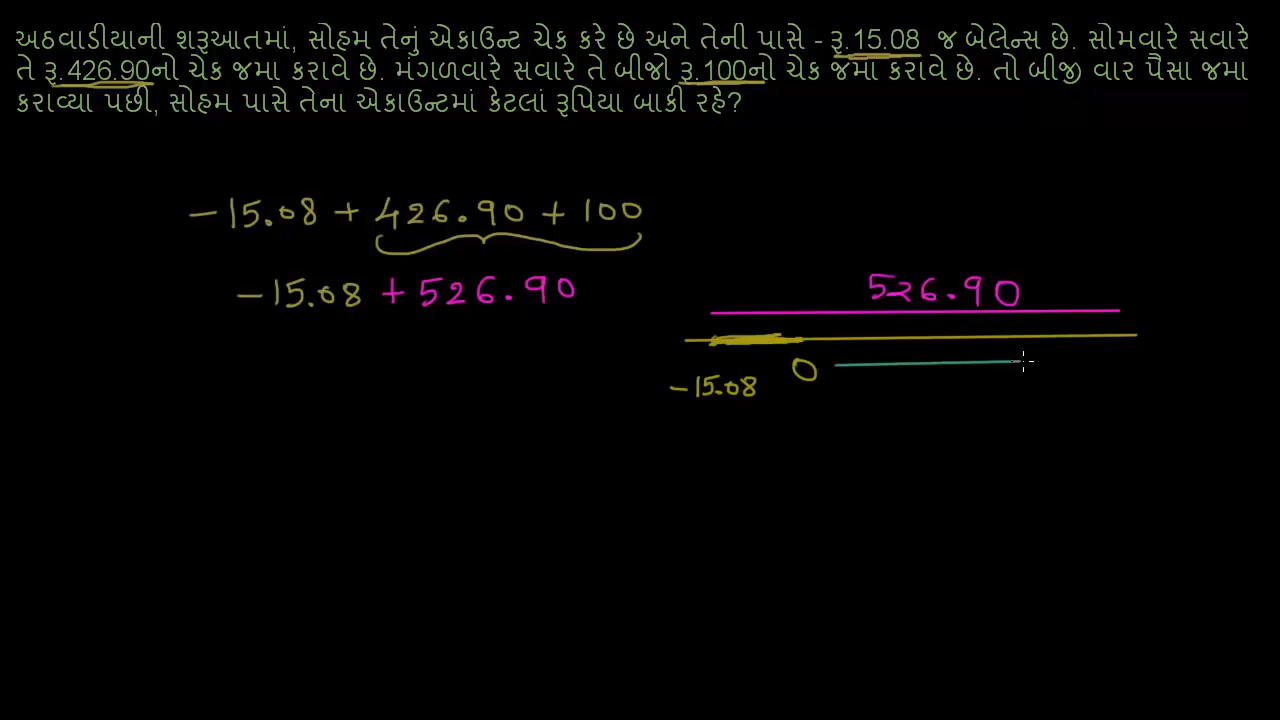 અઠવાડીયાની શરૂઆતમાં, સોહમ તેનું એકાઉન્ટ ચેક કરે છે અને તેની પાસે - રૂ.15.08 જ બેલેન્સ છે. સોમવારે સવારે
તે રૂ.426.90નો ચેક જમા કરાવે છે. મંગળવારે સવારે તે બીજો રૂ.100નો ચેક જમા કરાવે છે. તો બીજી વાર પૈસા જમા
કરાવ્યા પછી, સોહમ પાસે તેના એકાઉન્ટમાં કેટલાં રૂપિયા બાકી રહે?
-15.08 + 426.90 + 100
-15.08 + 526.90
526.90
-15.08 0